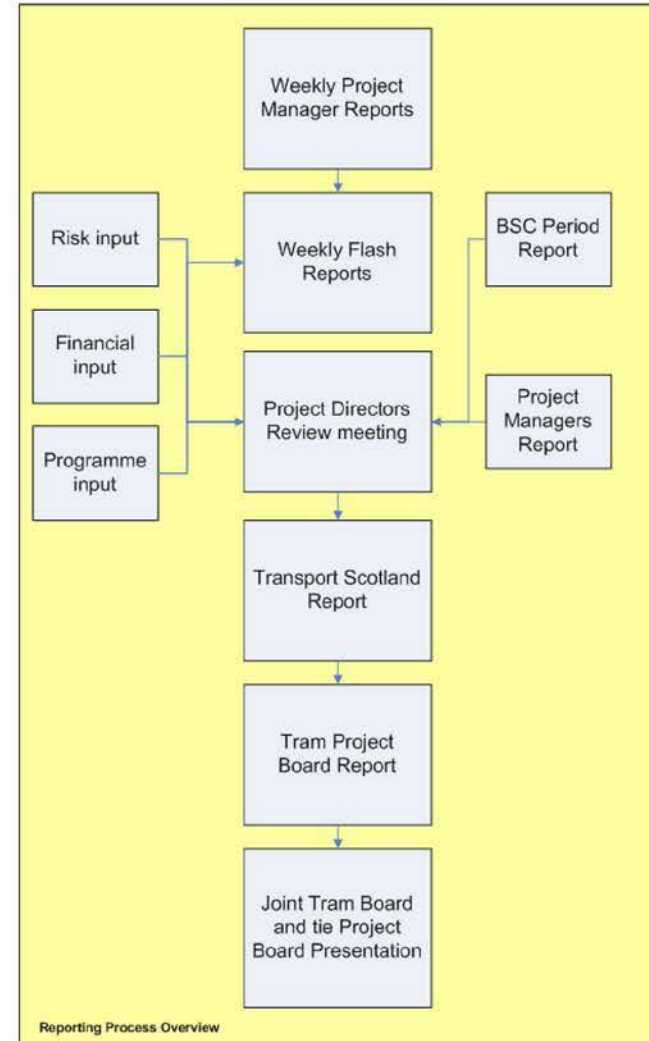 Weekly Project
Manager Reports
Risk input
Weekly Flash
Reports
BSC Period
Report
Financial
input
Project Directors
Review meeting
Project
Managers
Report
Programme
input
Transport Scotland
Report
Tram Project
Board Report
Joint Tram Board
and tie Project
Board Presentation
Reporting Process Overview